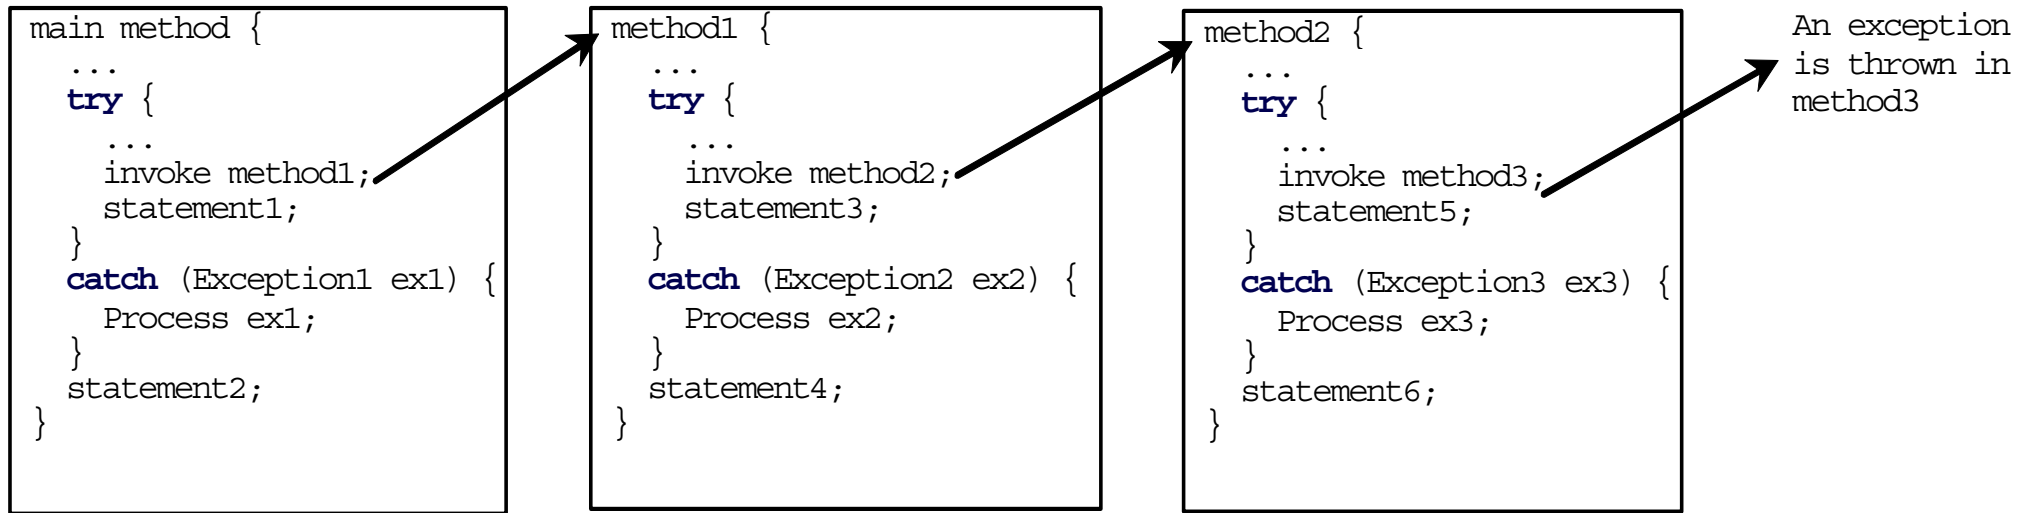 main method {
  ...
  try {
    ...
    invoke method1;
    statement1;
  }
  catch (Exception1 ex1) {
    Process ex1;
  }
  statement2;
}
method1 {
  ...
  try {
    ...
    invoke method2;
    statement3;
  }
  catch (Exception2 ex2) {
    Process ex2;
  }
  statement4;
}
method2 {
  ...
  try {
    ...
    invoke method3;
    statement5;
  }
  catch (Exception3 ex3) {
    Process ex3;
  }
  statement6;
}
An exception
is thrown in
method3